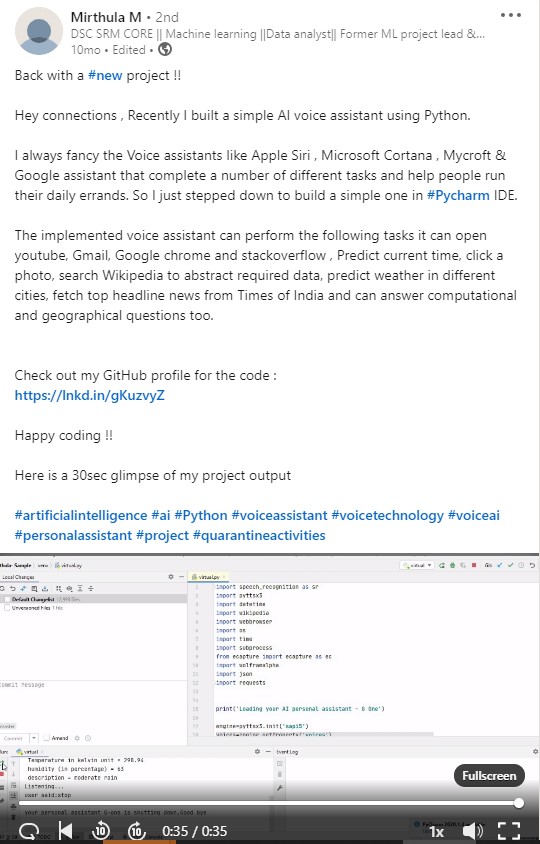 Mirthula M • 2nd
DSC SRM CORE || Machine learning ||Data analyst|| Former ML project lead &...
10mo • Edited •
Back with a #new project !!
Hey connections , Recently I built a simple AI voice assistant using Python.
I always fancy the Voice assistants like Apple Siri , Microsoft Cortana , Mycroft &
Google assistant that complete a number of different tasks and help people run
their daily errands. So I just stepped down to build a simple one in #Pycharm IDE.
The implemented voice assistant can perform the following tasks it can open
youtube, Gmail, Google chrome and stackoverflow , Predict current time, click a
photo, search Wikipedia to abstract required data, predict weather in different
cities, fetch top headline news from Times of India and can answer computational
and geographical questions too.
Check out my GitHub profile for the code :
https://lnkd.in/gKuzvyZ
Happy coding !!
Here is a 30sec glimpse of my project output
#artificialintelligence #ai #Python #voiceassistant #voicetechnology #voiceai
#personalassistant #project #quarantineactivities
virtual.py
virtual
Git:
Local Changes
virtual.py
Default Changelist
Unversioned Files
import speech_recognition as sr
import pyttsx3
import datetime
import wikipedia
import webbrowser
import os
import time
import subprocess
from ecapture import ecapture as ec
import wolframalpha
import json
import requests
print('Loading your AI personal assistant - G One')
engine=pyttsx3.init('sapi5')
Commit Message
Commit
Amend
virtual
Event Log
Temperature in kelvin unit = 298.94
humidity (in percentage) = 63
description = moderate rain
Listening...
user said:stop
your personal assistant G-one is shutting down,Good bye
Fullscreen
10
10
0:35 / 0:35
1x